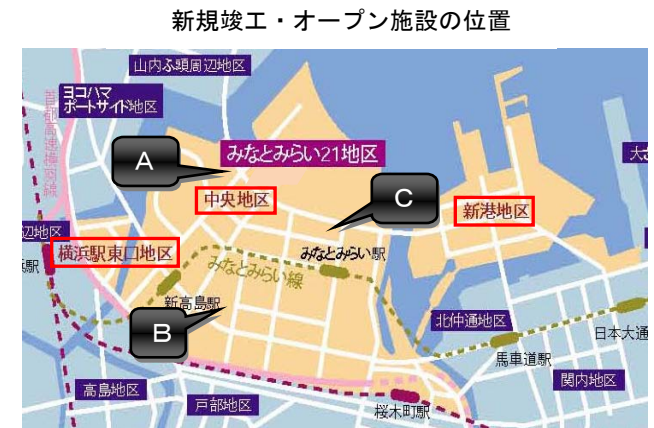 新規竣工・オープン施設の位置
山内ふ頭周辺地区
ヨコハマ
ポートサイド地区
首都高速横羽線
A
みなとみらい21地区
大さ
中央地区
C
新港地区
辺地区
横浜駅東口地区
浜駅
みなとみらい線
みなとみらい駅
新高島駅
B
北仲通地区
日本大通
馬車道駅
高島地区
戸部地区
関内地区
桜木町駅